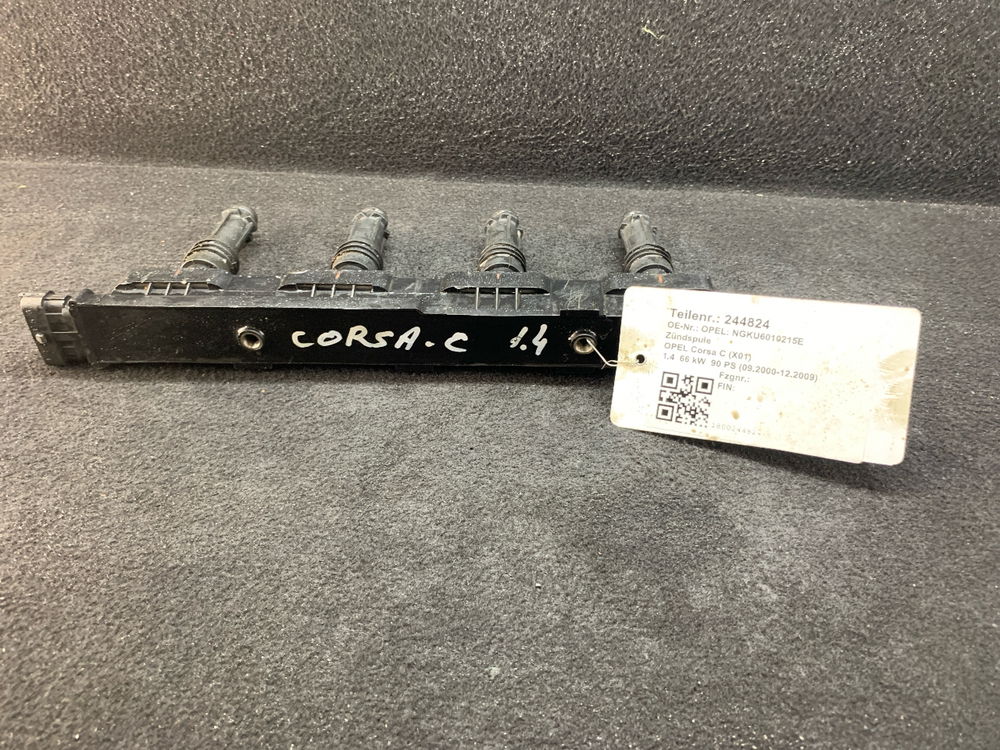 CORSA-C 1.4
Teilenr.: 244824
OE-Nr.: OPEL: NGKU6010215E
Zündspule
OPEL Corsa C (X01)
1.4 66 kW 90 PS (09.2000-12.2009)
Fzgnr.:
FIN: